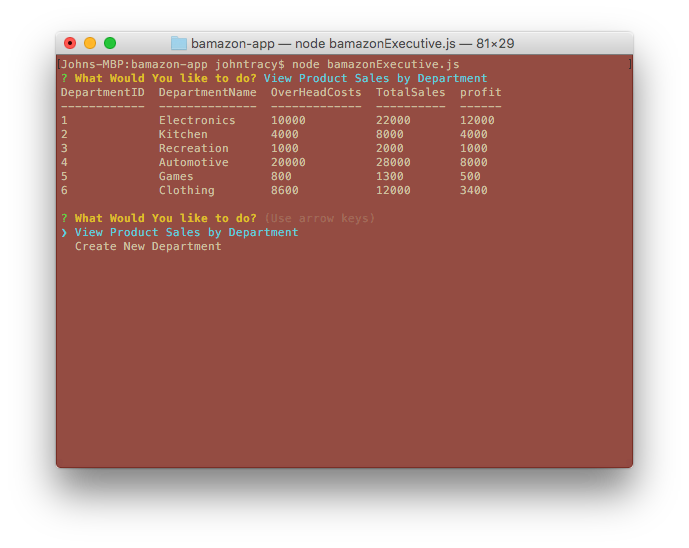 bamazon-app — node bamazonExecutive.js — 81×29
[Johns-MBP:bamazon-app johntracy$ node bamazonExecutive.js ]
? What Would You like to do? View Product Sales by Department
DepartmentID  DepartmentName  OverHeadCosts  TotalSales  profit
------------  --------------  -------------  ----------  ------
1             Electronics     10000          22000       12000
2             Kitchen         4000           8000        4000
3             Recreation      1000           2000        1000
4             Automotive      20000          28000       8000
5             Games           800            1300        500
6             Clothing        8600           12000       3400
? What Would You like to do? (Use arrow keys)
❯ View Product Sales by Department
  Create New Department